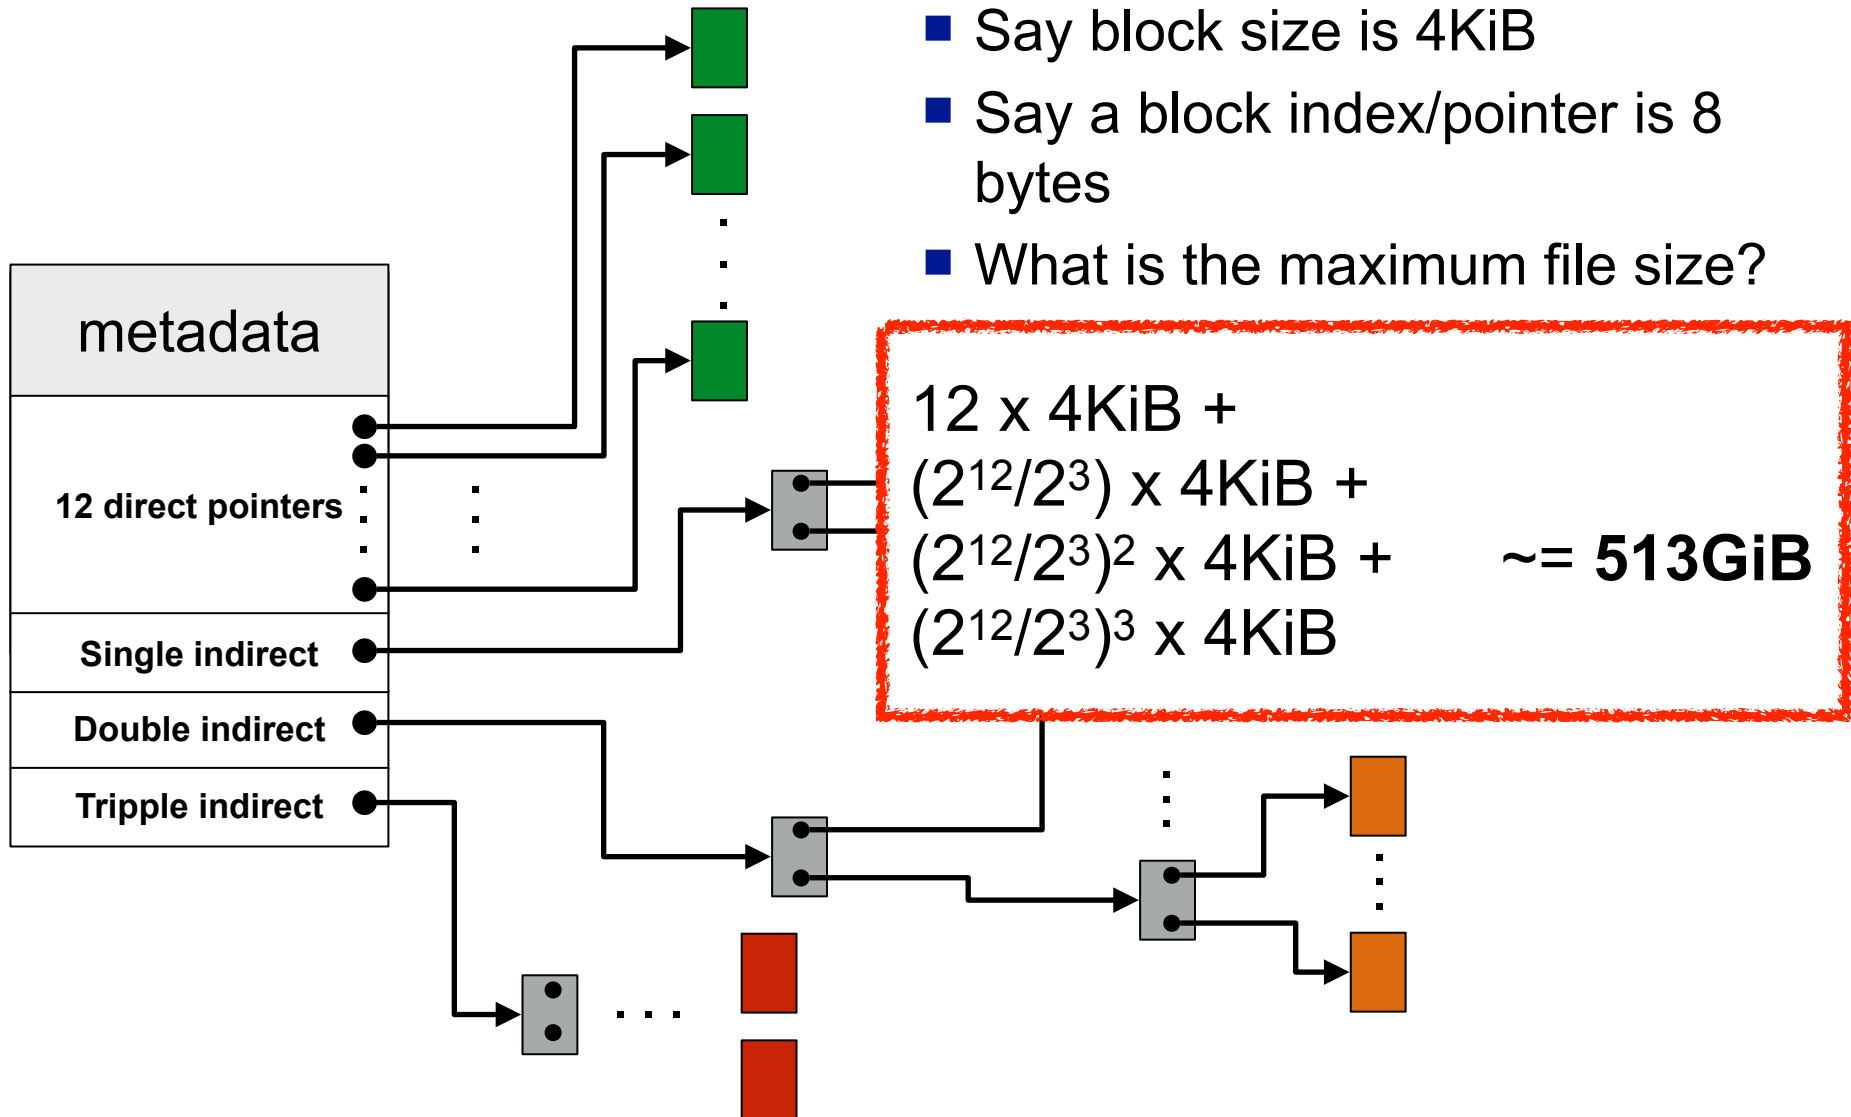 ■ Say block size is 4KiB
■ Say a block index/pointer is 8
bytes
■ What is the maximum file size?
metadata
12 direct pointers
Single indirect
Double indirect
Tripple indirect
12 x 4KiB +
(2¹²/2³) x 4KiB +
(2¹²/2³)² x 4KiB + ~= 513GiB
(2¹²/2³)³ x 4KiB